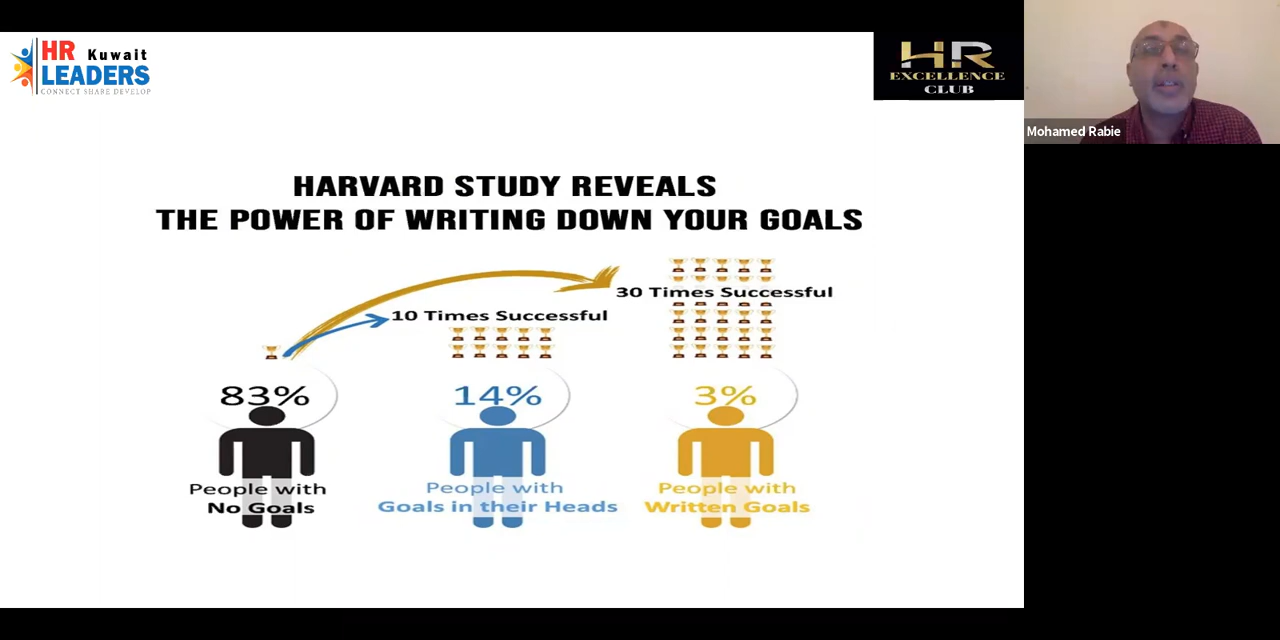 HR Kuwait
LEADERS
CONNECT SHARE DEVELOP
HR
EXCELLENCE
CLUB
Mohamed Rabie
HARVARD STUDY REVEALS
THE POWER OF WRITING DOWN YOUR GOALS
30 Times Successful
10 Times Successful
83%
14%
3%
People with
No Goals
People with
Goals in their Heads
People with
Written Goals